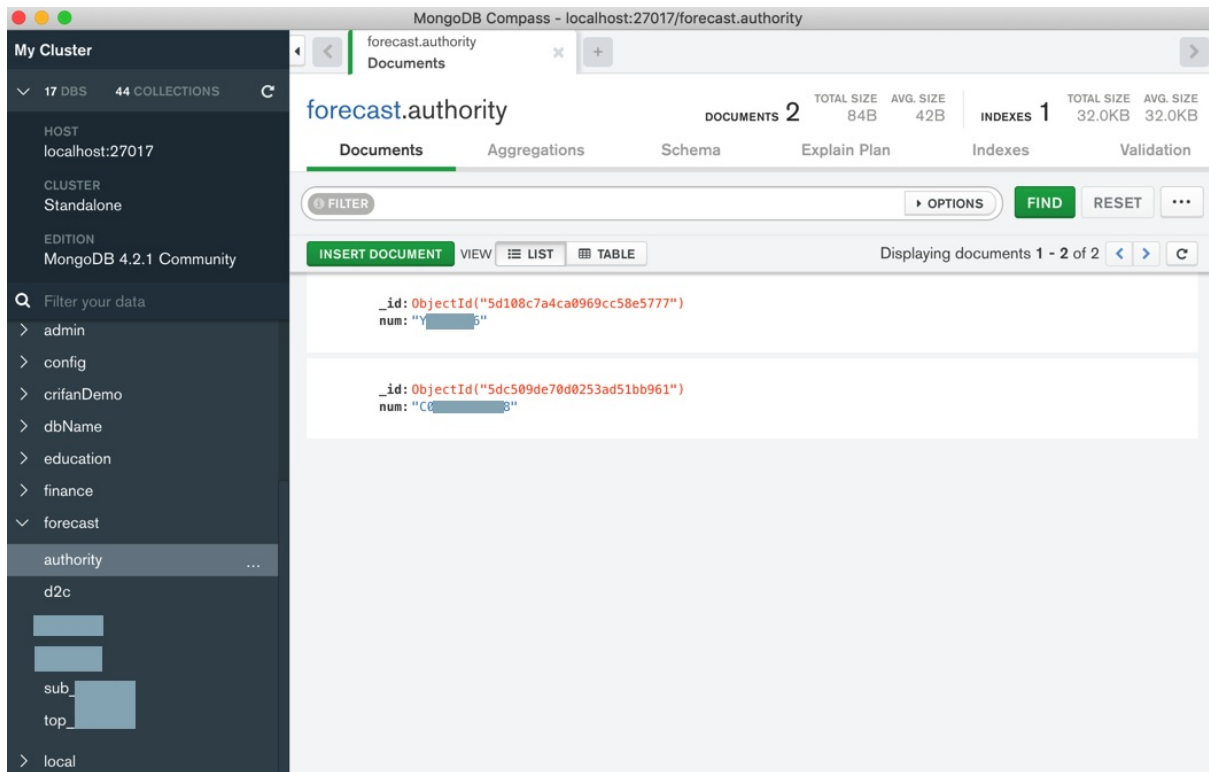 MongoDB Compass - localhost:27017/forecast.authority
My Cluster
17 DBS 44 COLLECTIONS
HOST
localhost:27017
CLUSTER
Standalone
EDITION
MongoDB 4.2.1 Community
Filter your data
admin
config
crifanDemo
dbName
education
finance
forecast
authority ...
d2c
sub_
top_
local
forecast.authority
Documents
forecast.authority
DOCUMENTS 2 TOTAL SIZE 84B AVG. SIZE 42B INDEXES 1 TOTAL SIZE 32.0KB AVG. SIZE 32.0KB
Documents Aggregations Schema Explain Plan Indexes Validation
FILTER OPTIONS FIND RESET ...
INSERT DOCUMENT VIEW LIST TABLE Displaying documents 1 - 2 of 2
_id: ObjectId("5d108c7a4ca0969cc58e5777")
num: "Y 6"
_id: ObjectId("5dc509de70d0253ad51bb961")
num: "C0 8"